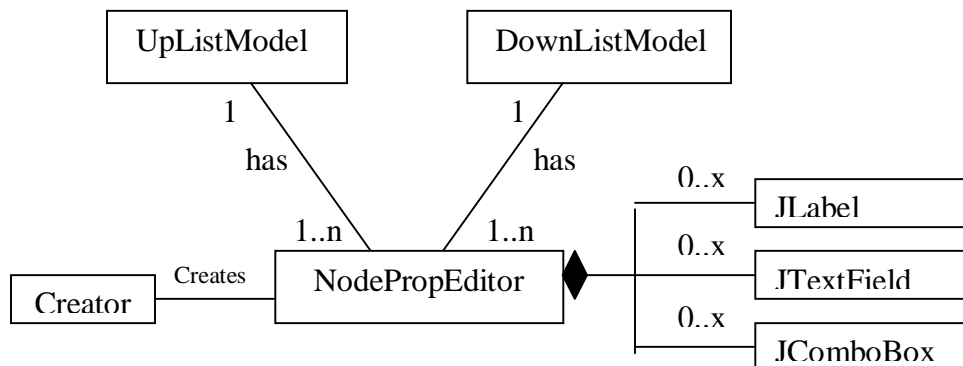 UpListModel
DownListModel
1
1
has
has
0..x
JLabel
1..n
1..n
0..x
Creates
NodePropEditor
JTextField
Creator
0..x
JComboBox